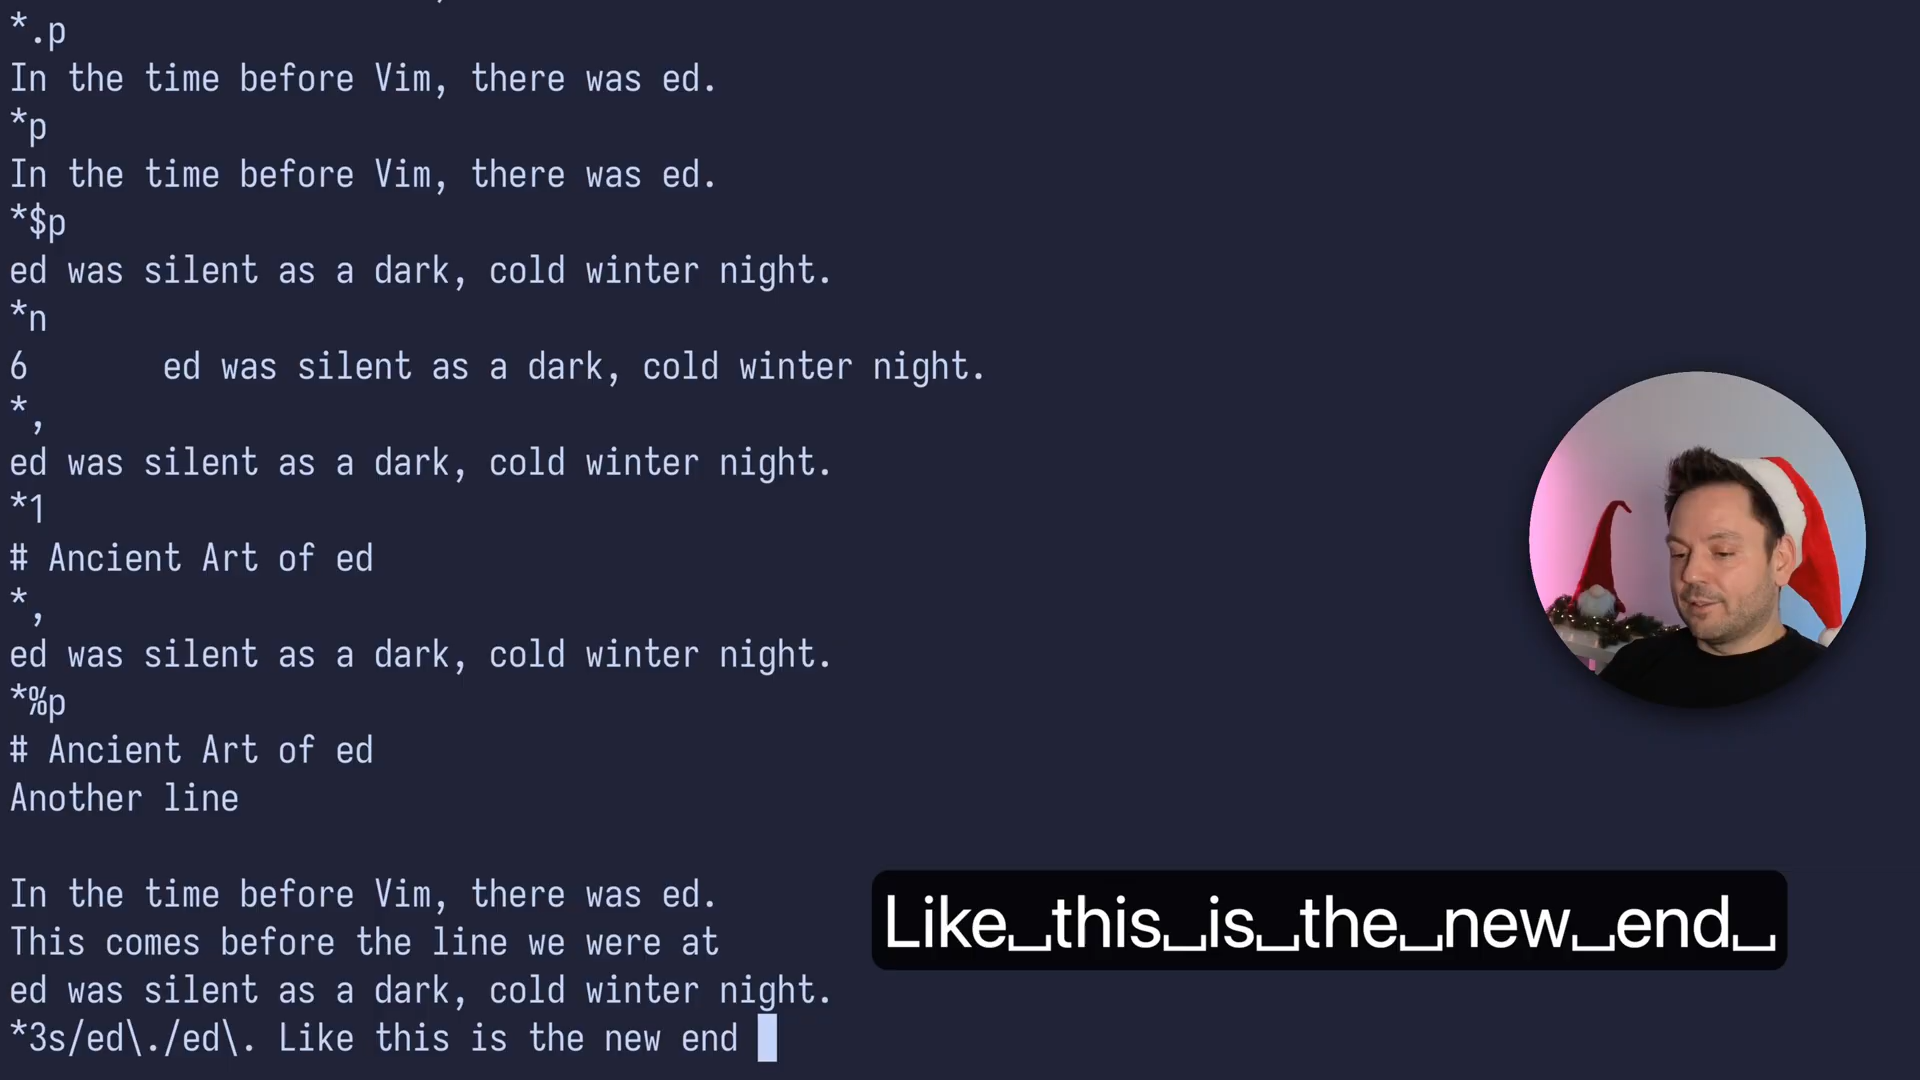 *.p
In the time before Vim, there was ed.
*p
In the time before Vim, there was ed.
*$p
ed was silent as a dark, cold winter night.
*n
6       ed was silent as a dark, cold winter night.
*,
ed was silent as a dark, cold winter night.
*1
# Ancient Art of ed
*,
ed was silent as a dark, cold winter night.
*%p
# Ancient Art of ed
Another line

In the time before Vim, there was ed.
This comes before the line we were at
ed was silent as a dark, cold winter night.
*3s/ed\./ed\. Like this is the new end
Like␣this␣is␣the␣new␣end␣